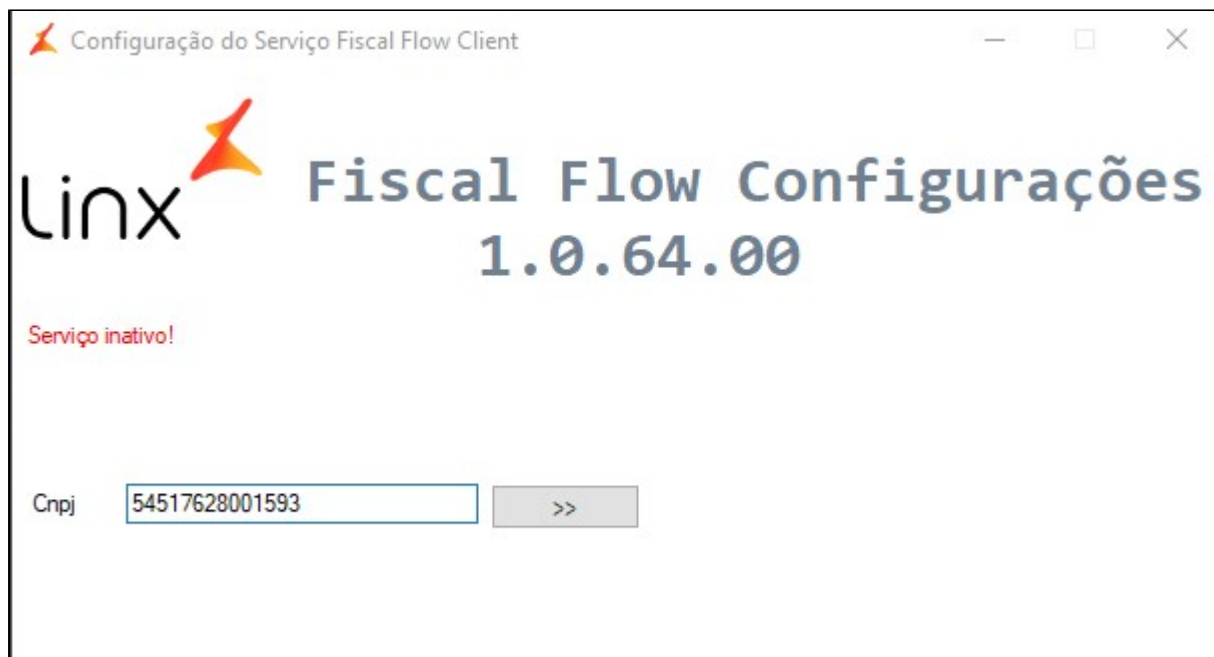 Configuração do Serviço Fiscal Flow Client
Linx
Fiscal Flow Configurações
1.0.64.00
Serviço inativo!
Cnpj 54517628001593 >>